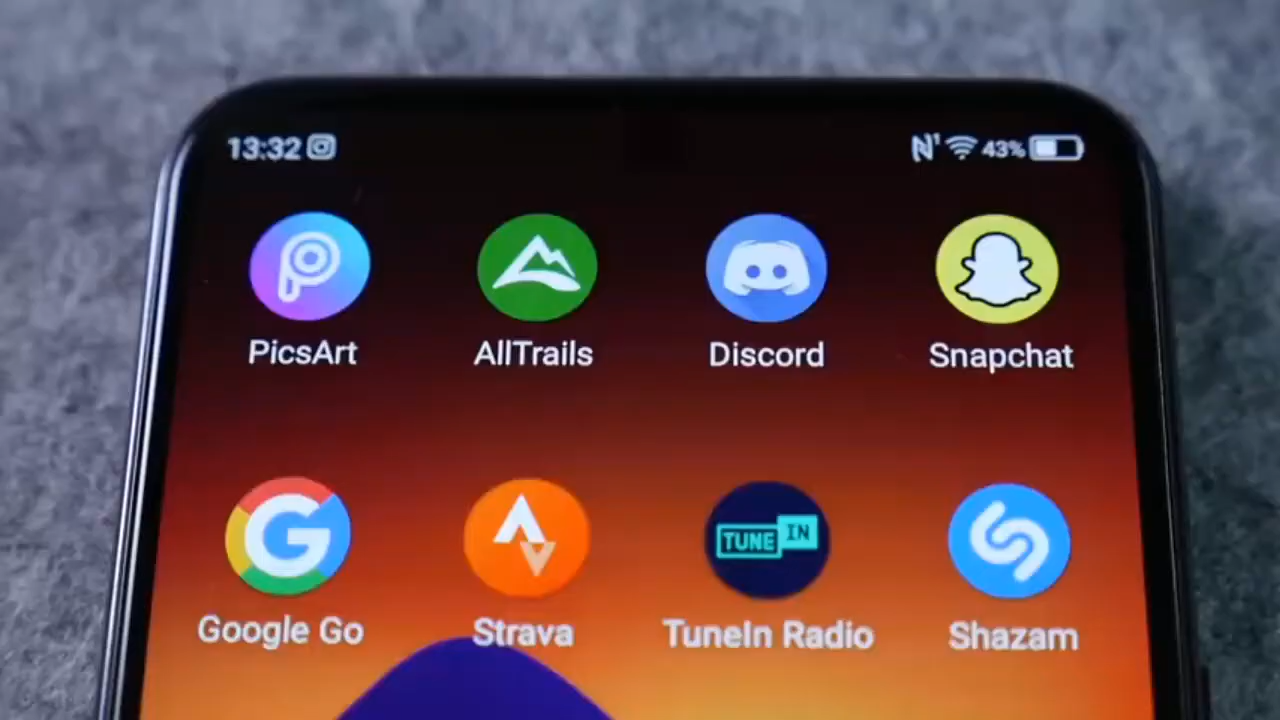 13:32 43%
PicsArt AllTrails Discord Snapchat
TUNE IN
Google Go Strava TuneIn Radio Shazam